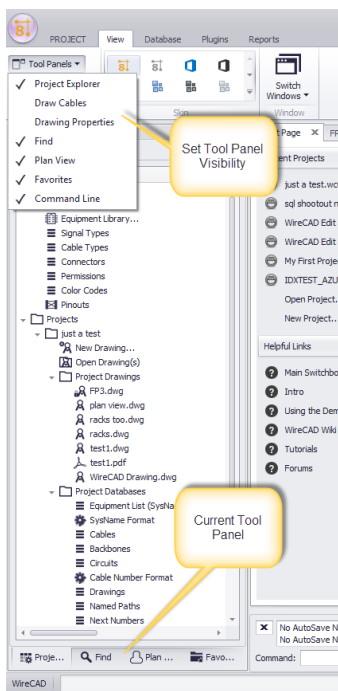 PROJECT View Database Plugins Reports
Tool Panels
Switch
Windows
Skin
Window
Project Explorer
Draw Cables
Drawing Properties
Find
Plan View
Favorites
Command Line
Set Tool Panel
Visibility
Page X
Projects
just a test.wc
sql shootout
WireCAD Edit
WireCAD Edit
My First Proje
IDXTEST_AZU
Open Project.
New Project...
Helpful Links
Main Switchbo
Intro
Using the Dem
WireCAD Wiki
Tutorials
Forums
Equipment Library...
Signal Types
Cable Types
Connectors
Permissions
Color Codes
Pinouts
Projects
just a test
New Drawing...
Open Drawing(s)
Project Drawings
FP3.dwg
plan view.dwg
racks too.dwg
racks.dwg
test1.dwg
test1.pdf
WireCAD Drawing.dwg
Project Databases
Equipment List (SysNa
SysName Format
Cables
Backbones
Circuits
Cable Number Format
Drawings
Named Paths
Next Numbers
Current Tool
Panel
Proje... Find Plan ... Favo...
X No AutoSave N
No AutoSave N
Command:
WireCAD